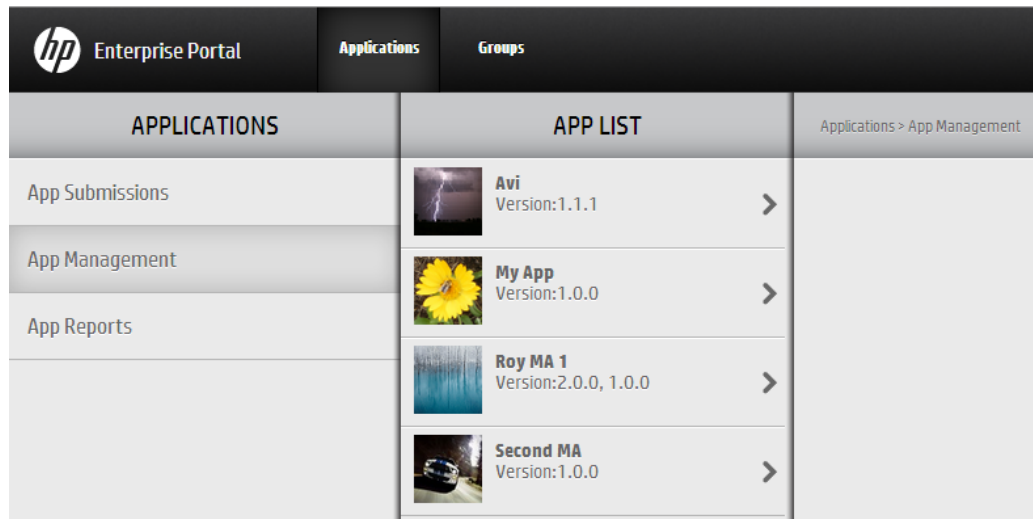 hp Enterprise Portal Applications Groups
APPLICATIONS
App Submissions
App Management
App Reports
APP LIST
Avi
Version:1.1.1
My App
Version:1.0.0
Roy MA 1
Version:2.0.0, 1.0.0
Second MA
Version:1.0.0
Applications > App Management